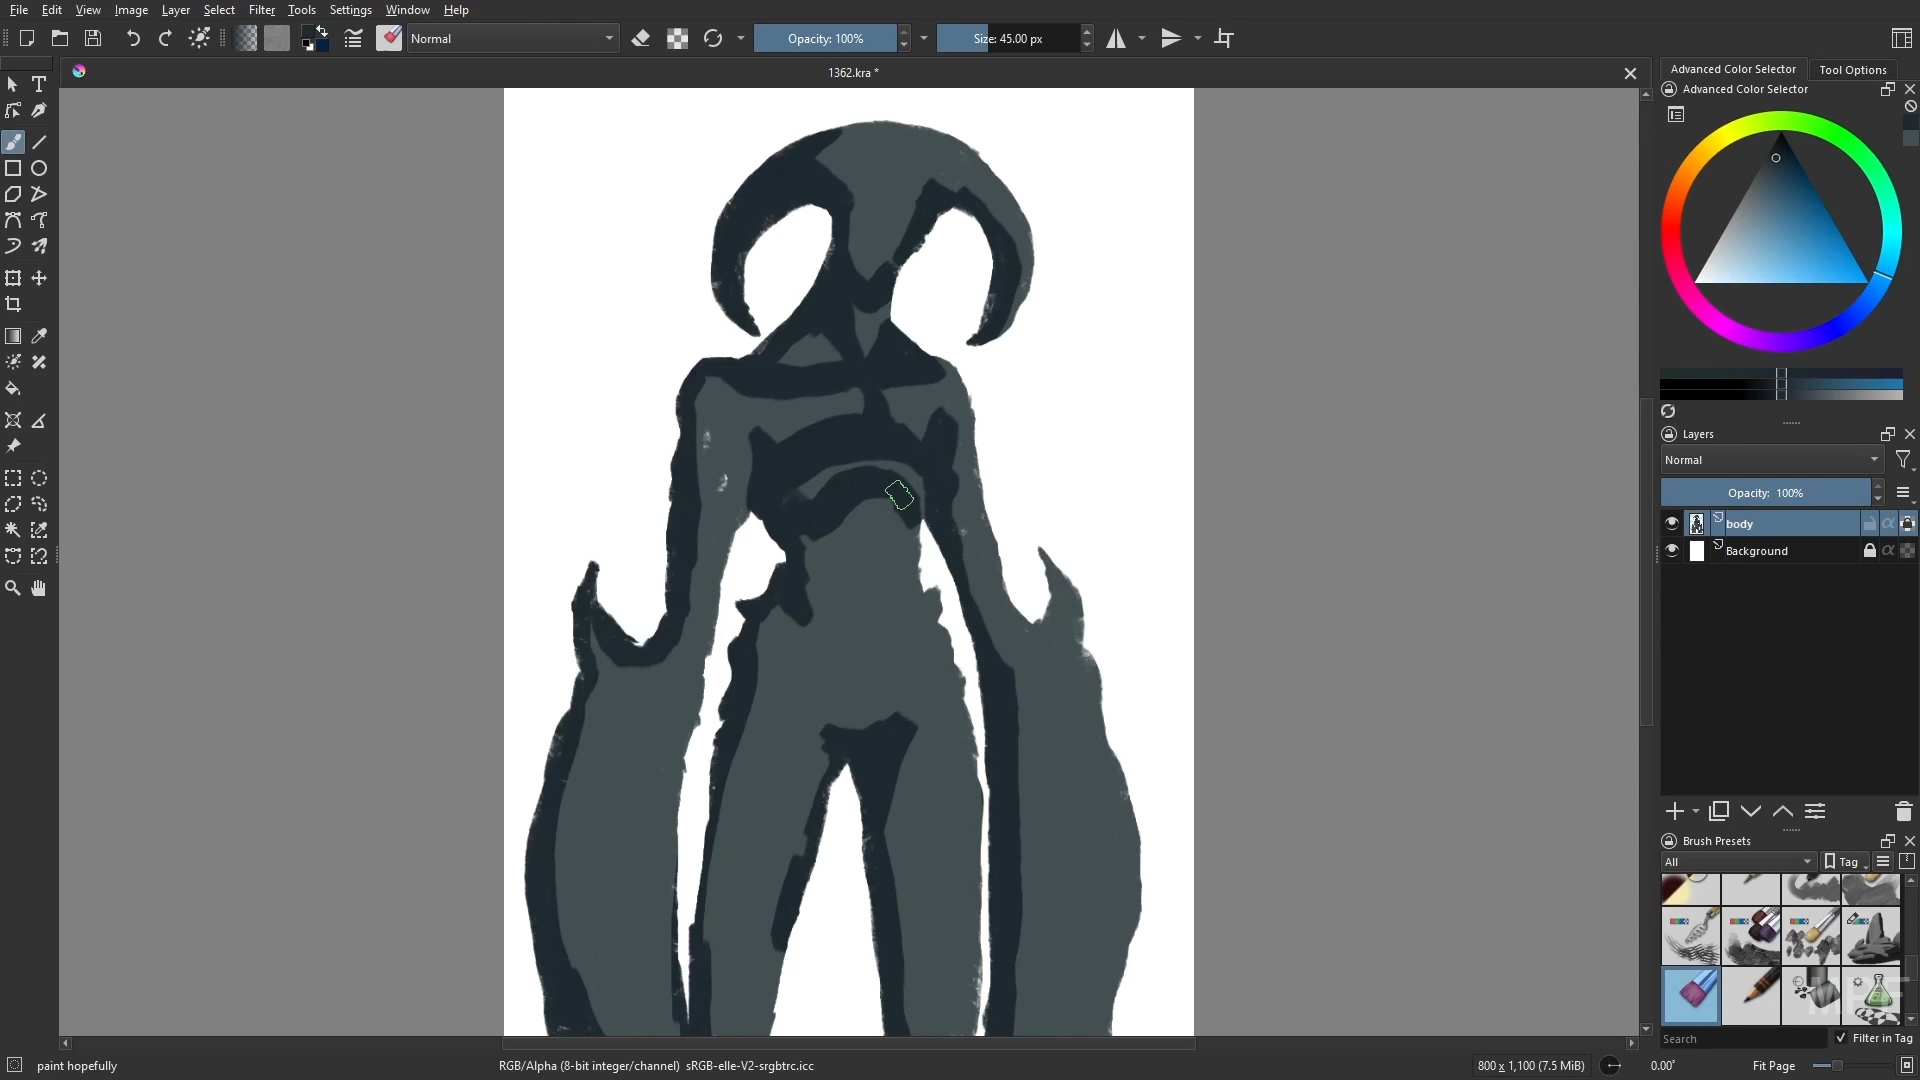 File Edit View Image Layer Select Filter Tools Settings Window Help
Normal Opacity: 100% Size: 45.00 px
1362.kra *
Advanced Color Selector Tool Options
Advanced Color Selector
Layers
Normal
Opacity: 100%
body
Background
Brush Presets
All Tag
Search Filter in Tag
paint hopefully RGB/Alpha (8-bit integer/channel) sRGB-elle-V2-srgbtrc.icc 800 x 1,100 (7.5 MiB) 0.00° Fit Page